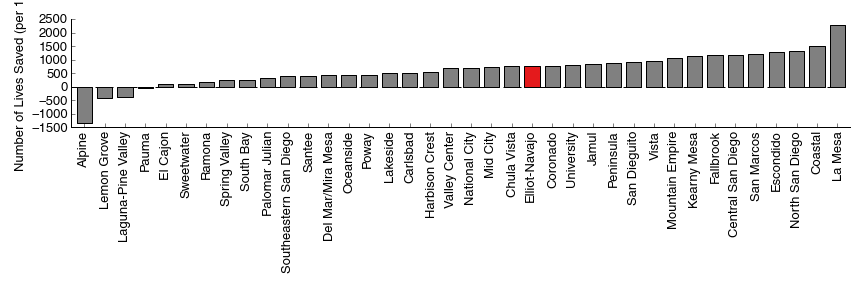 Number of Lives Saved (per 1
2500
2000
1500
1000
500
0
−500
−1000
−1500
Alpine
Lemon Grove
Laguna-Pine Valley
Pauma
El Cajon
Sweetwater
Ramona
Spring Valley
South Bay
Palomar Julian
Southeastern San Diego
Santee
Del Mar/Mira Mesa
Oceanside
Poway
Lakeside
Carlsbad
Harbison Crest
Valley Center
National City
Mid City
Chula Vista
Elliot-Navajo
Coronado
University
Jamul
Peninsula
San Dieguito
Vista
Mountain Empire
Kearny Mesa
Fallbrook
Central San Diego
San Marcos
Escondido
North San Diego
Coastal
La Mesa